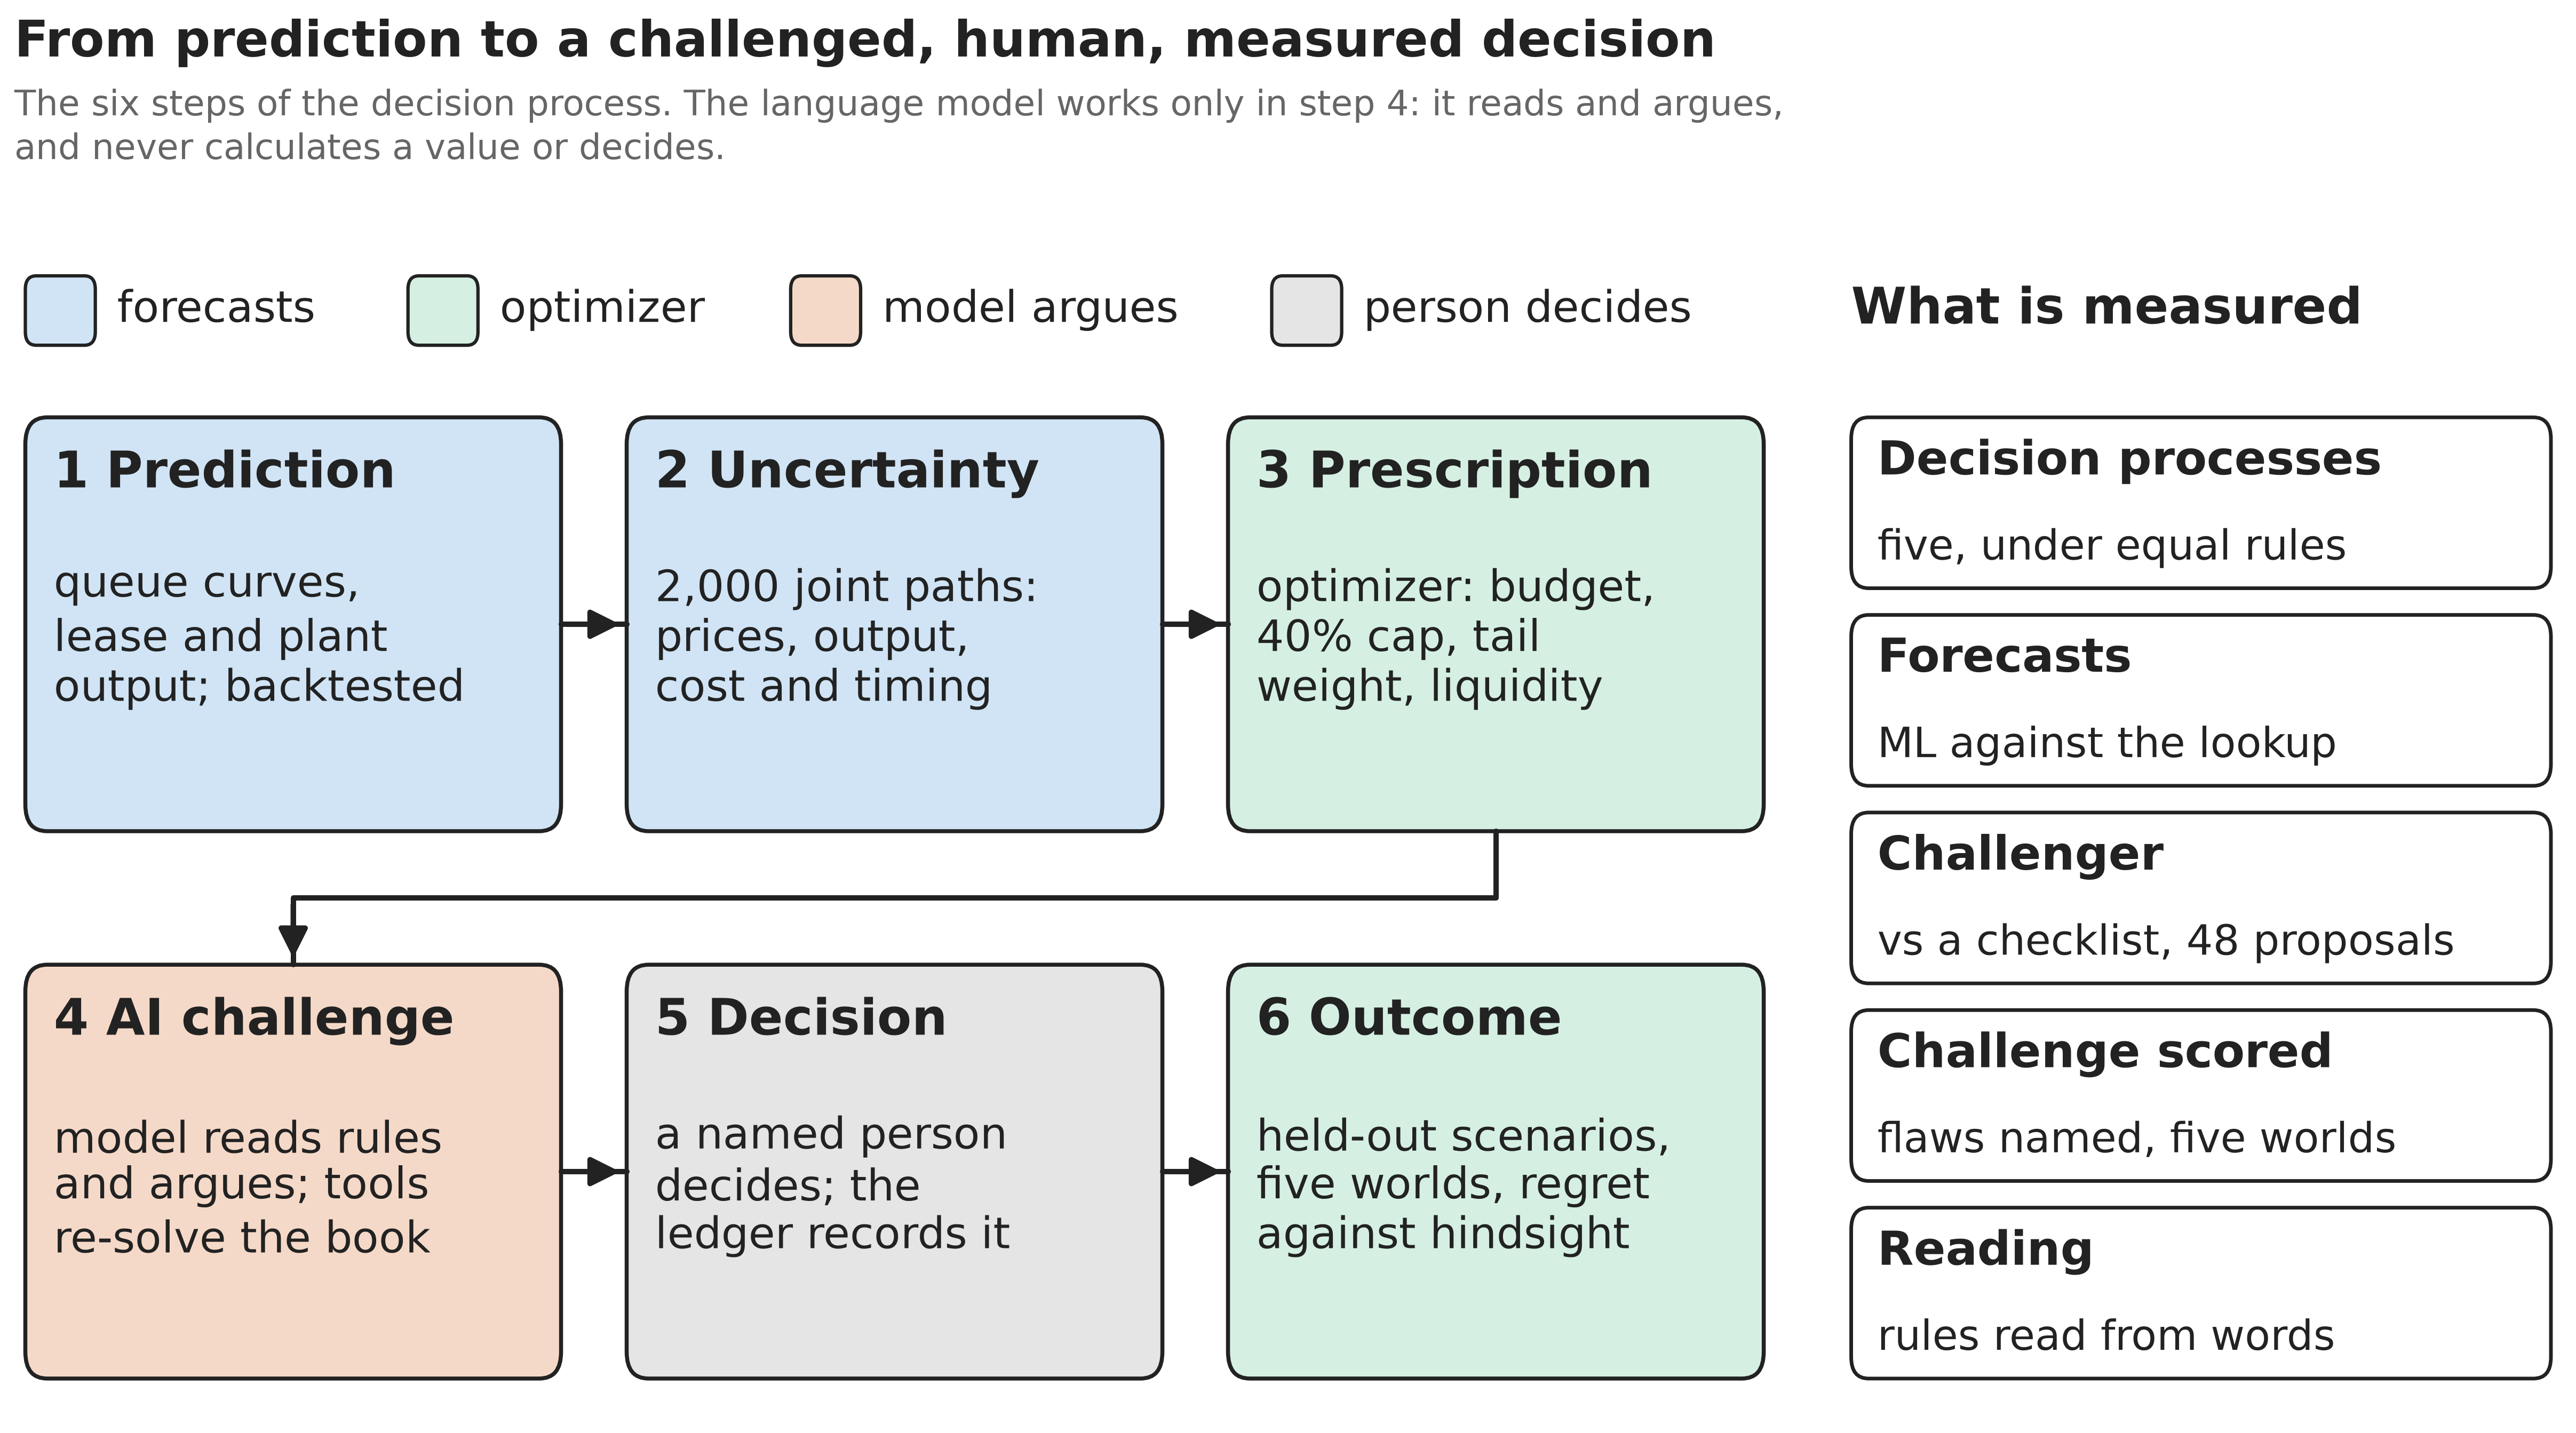 From prediction to a challenged, human, measured decision
The six steps of the decision process. The language model works only in step 4: it reads and argues,
and never calculates a value or decides.
forecasts
optimizer
model argues
person decides
What is measured
1 Prediction
queue curves,
lease and plant
output; backtested
2 Uncertainty
2,000 joint paths:
prices, output,
cost and timing
3 Prescription
optimizer: budget,
40% cap, tail
weight, liquidity
4 AI challenge
model reads rules
and argues; tools
re-solve the book
5 Decision
a named person
decides; the
ledger records it
6 Outcome
held-out scenarios,
five worlds, regret
against hindsight
Decision processes
five, under equal rules
Forecasts
ML against the lookup
Challenger
vs a checklist, 48 proposals
Challenge scored
flaws named, five worlds
Reading
rules read from words